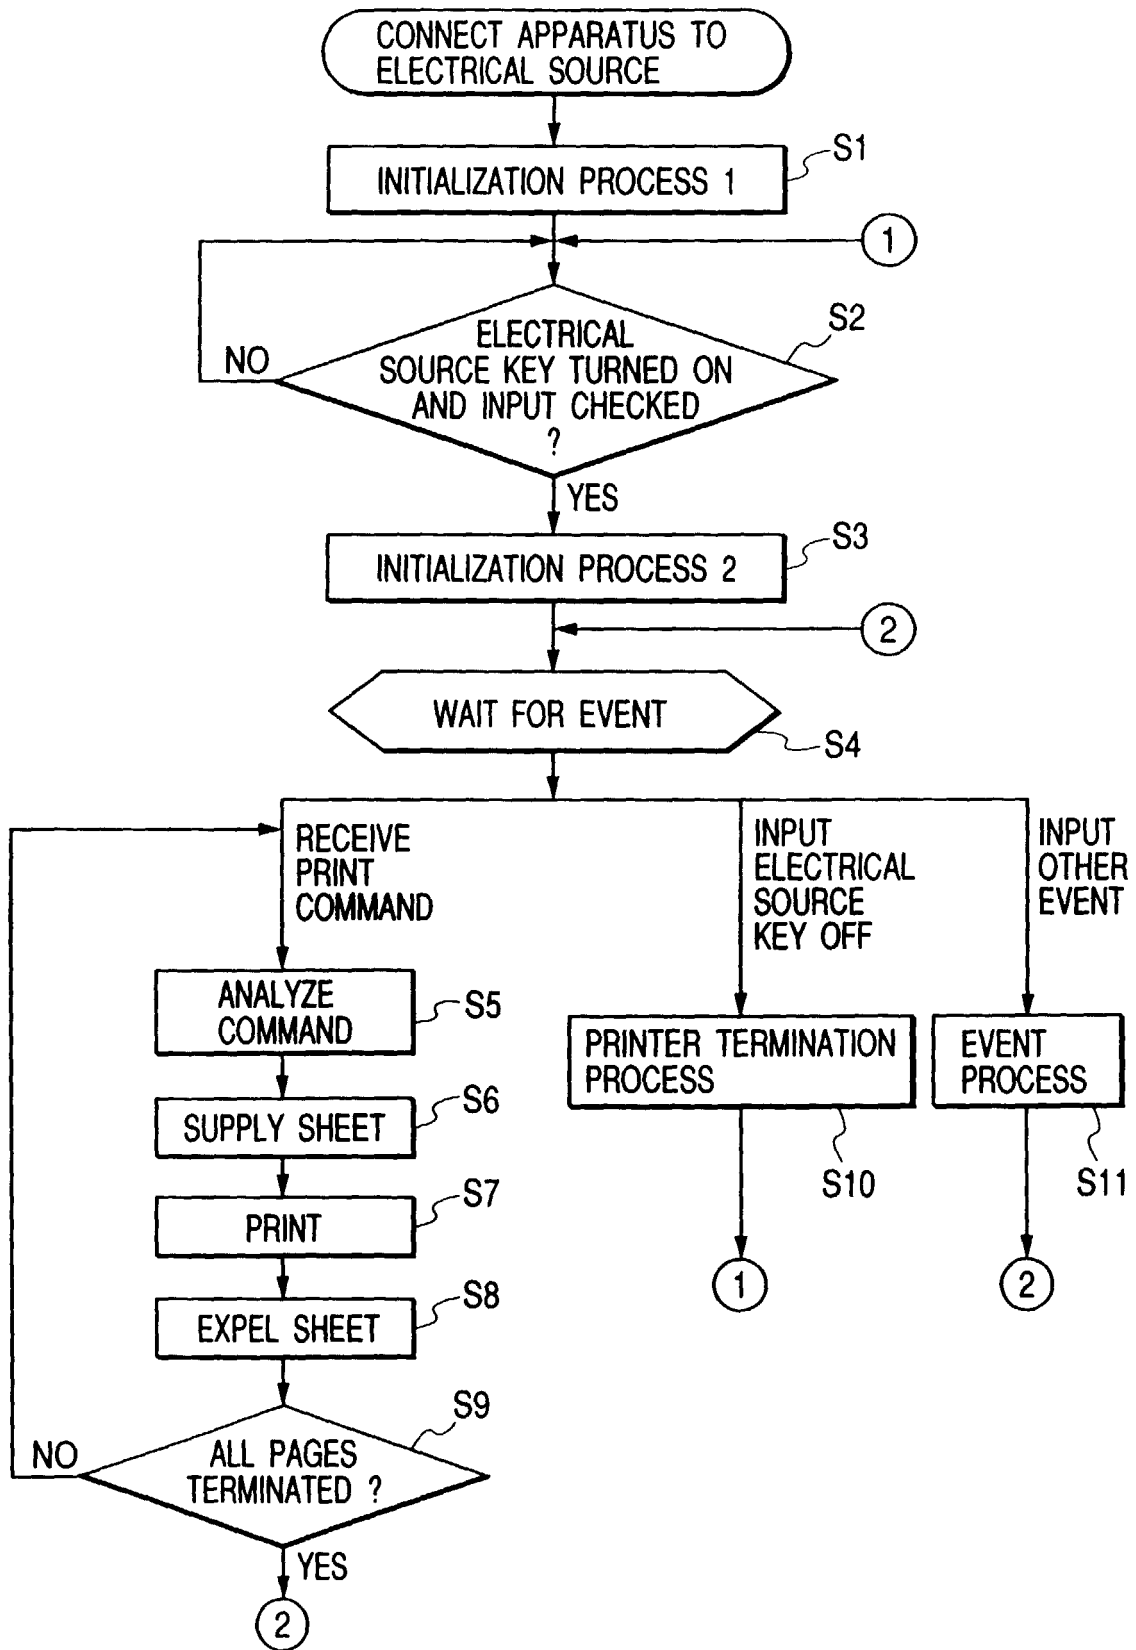 CONNECT APPARATUS TO
ELECTRICAL SOURCE
S1
INITIALIZATION PROCESS 1
1
S2
ELECTRICAL
SOURCE KEY TURNED ON
AND INPUT CHECKED
?
NO
YES
S3
INITIALIZATION PROCESS 2
2
WAIT FOR EVENT
S4
RECEIVE
PRINT
COMMAND
INPUT
ELECTRICAL
SOURCE
KEY OFF
INPUT
OTHER
EVENT
ANALYZE
COMMAND
S5
PRINTER TERMINATION
PROCESS
EVENT
PROCESS
S6
SUPPLY SHEET
S10
S11
S7
PRINT
1
2
S8
EXPEL SHEET
S9
ALL PAGES
TERMINATED ?
NO
YES
2